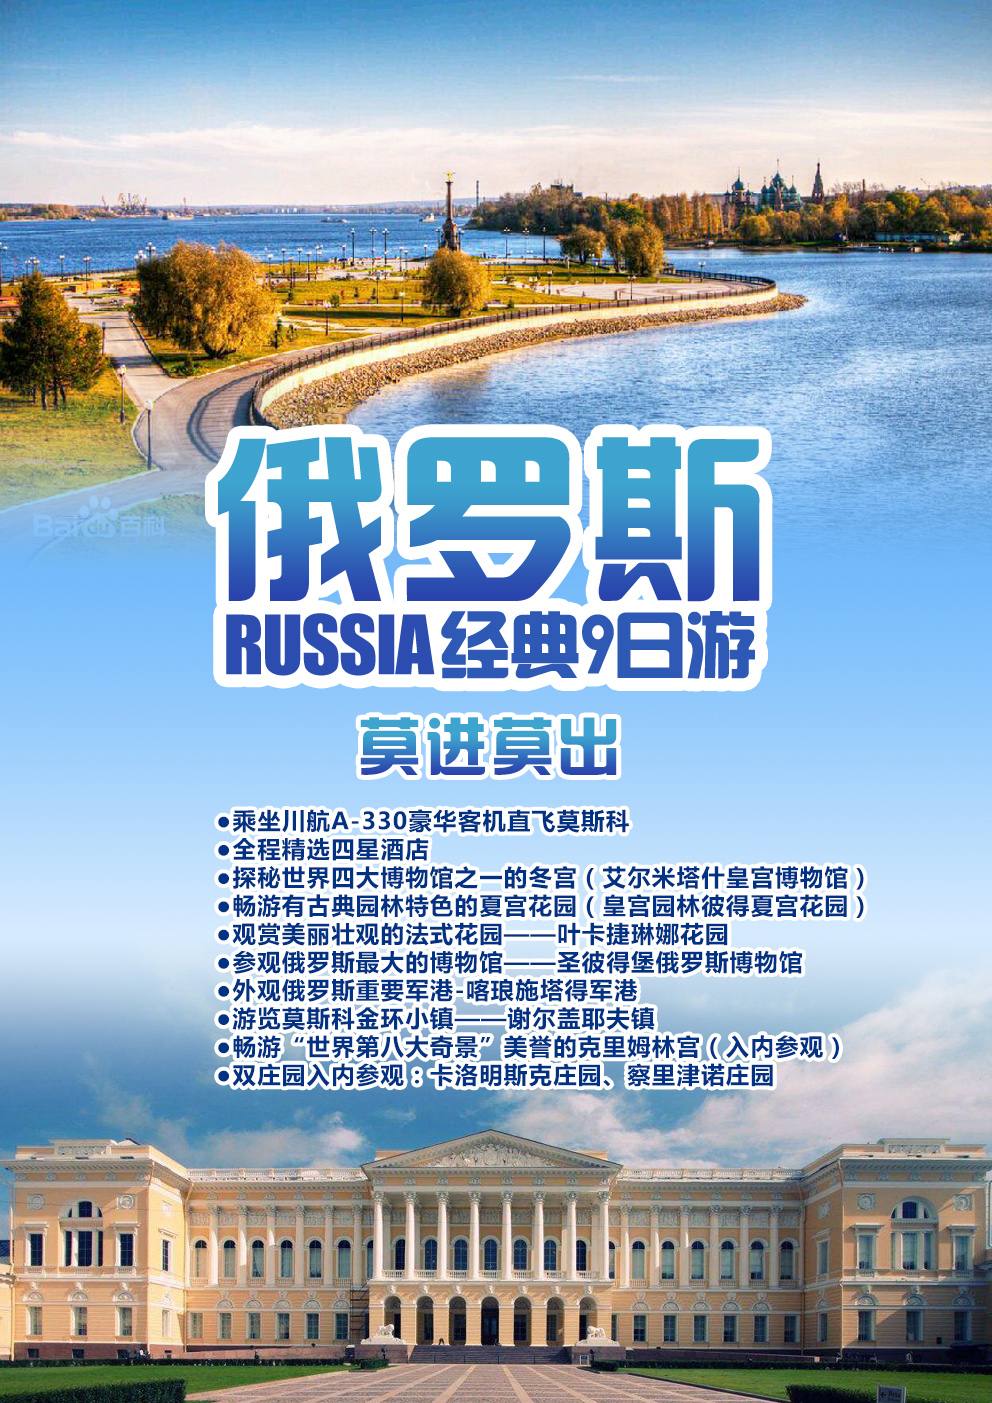 Baidu百科
俄罗斯
RUSSIA 经典9日游
莫进莫出
●乘坐川航A-330豪华客机直飞莫斯科
●全程精选四星酒店
●探秘世界四大博物馆之一的冬宫（艾尔米塔什皇宫博物馆）
●畅游有古典园林特色的夏宫花园（皇宫园林彼得夏宫花园）
●观赏美丽壮观的法式花园——叶卡捷琳娜花园
●参观俄罗斯最大的博物馆——圣彼得堡俄罗斯博物馆
●外观俄罗斯重要军港-喀琅施塔得军港
●游览莫斯科金环小镇——谢尔盖耶夫镇
●畅游“世界第八大奇景”美誉的克里姆林宫（入内参观）
●双庄园入内参观：卡洛明斯克庄园、察里津诺庄园